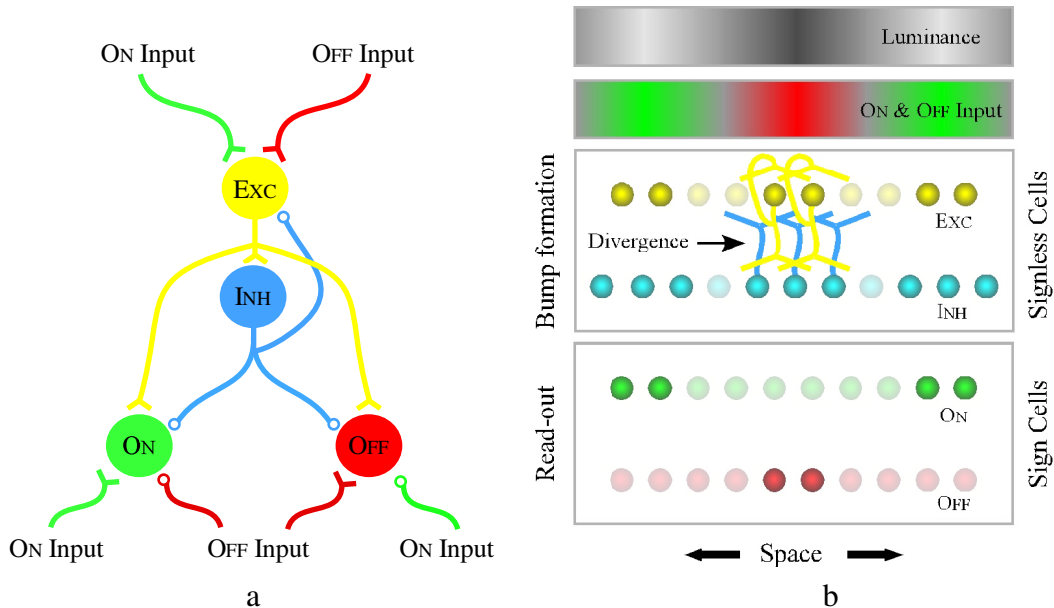 ON Input
OFF Input
EXC
INH
ON
OFF
ON Input
OFF Input
ON Input
a
Luminance
ON & OFF Input
Bump formation
Divergence
EXC
INH
Signless Cells
Read-out
ON
OFF
Sign Cells
Space
b